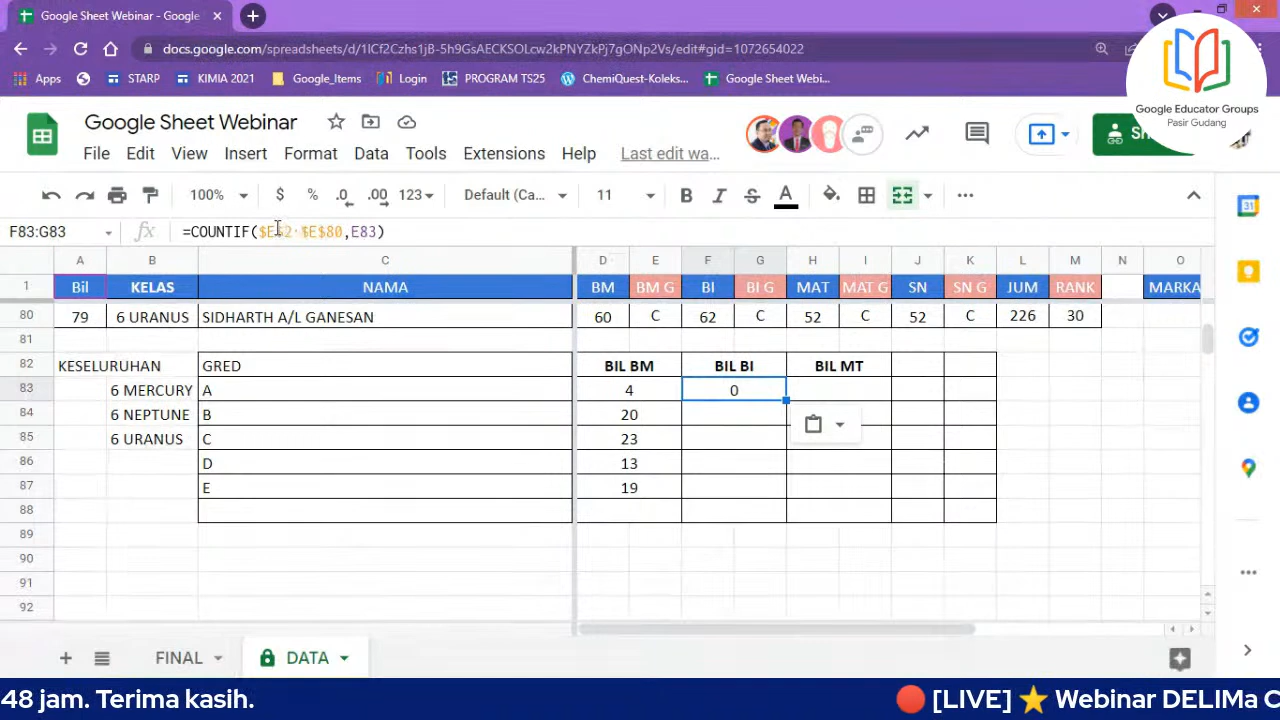 Google Sheet Webinar - Google
docs.google.com/spreadsheets/d/1lCf2Czhs1jB-5h9GsAECKSOLcw2kPNYZkPj7gONp2Vs/edit#gid=1072654022
Apps STARP KIMIA 2021 Google_Items Login PROGRAM TS25 ChemiQuest-Koleks... Google Sheet Webi...
Google Educator Groups
Pasir Gudang
Google Sheet Webinar
File Edit View Insert Format Data Tools Extensions Help Last edit wa...
100% $ % .0 .00 123 Default (Ca... 11 B I S A
F83:G83 fx =COUNTIF($E$2:$E$80,E83)
A B C D E F G H I J K L M N O
1 Bil KELAS NAMA BM BM G BI BI G MAT MAT G SN SN G JUM RANK MARKA
80 79 6 URANUS SIDHARTH A/L GANESAN 60 C 62 C 52 C 52 C 226 30
81
82 KESELURUHAN GRED BIL BM BIL BI BIL MT
83 6 MERCURY A 4 0
84 6 NEPTUNE B 20
85 6 URANUS C 23
86 D 13
87 E 19
88
89
90
91
92
FINAL DATA
48 jam. Terima kasih. [LIVE] Webinar DELIMa C